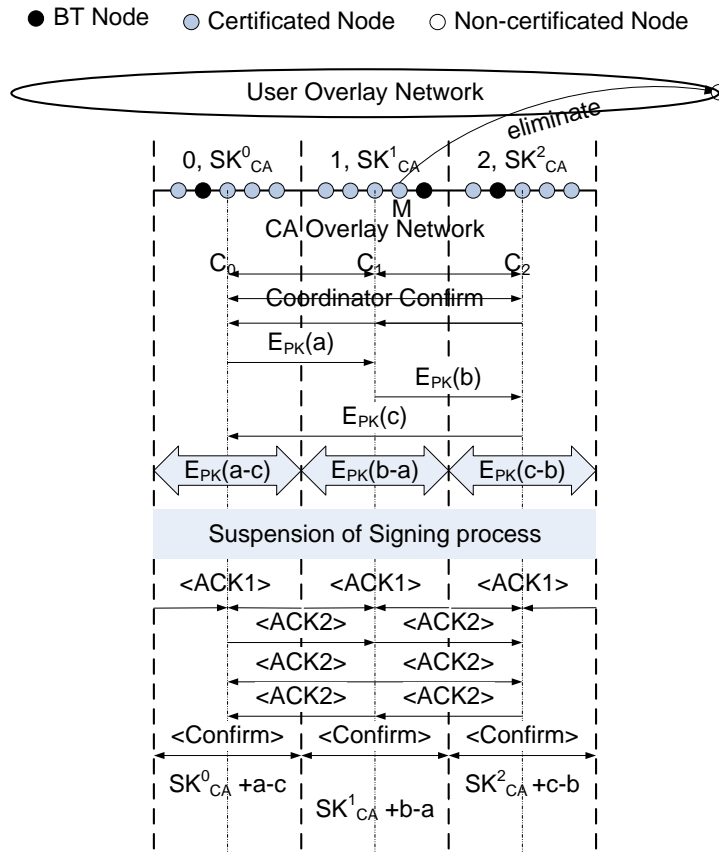 BT Node Certificated Node Non-certificated Node
User Overlay Network
eliminate
0, SK⁰CA 1, SK¹CA 2, SK²CA
M
CA Overlay Network
C₀ C₁ C₂
Coordinator Confirm
EPK(a)
EPK(b)
EPK(c)
EPK(a-c) EPK(b-a) EPK(c-b)
Suspension of Signing process
<ACK1> <ACK1> <ACK1>
<ACK2> <ACK2>
<ACK2> <ACK2>
<ACK2> <ACK2>
<Confirm> <Confirm> <Confirm>
SK⁰CA +a-c SK¹CA +b-a SK²CA +c-b